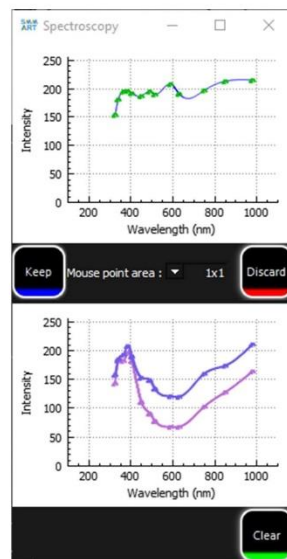 SMM
ART Spectroscopy
250
200
150
100
50
0
Intensity
200 400 600 800 1000
Wavelength (nm)
Keep Mouse point area : 1x1 Discard
250
200
150
100
50
0
Intensity
200 400 600 800 1000
Wavelength (nm)
Clear